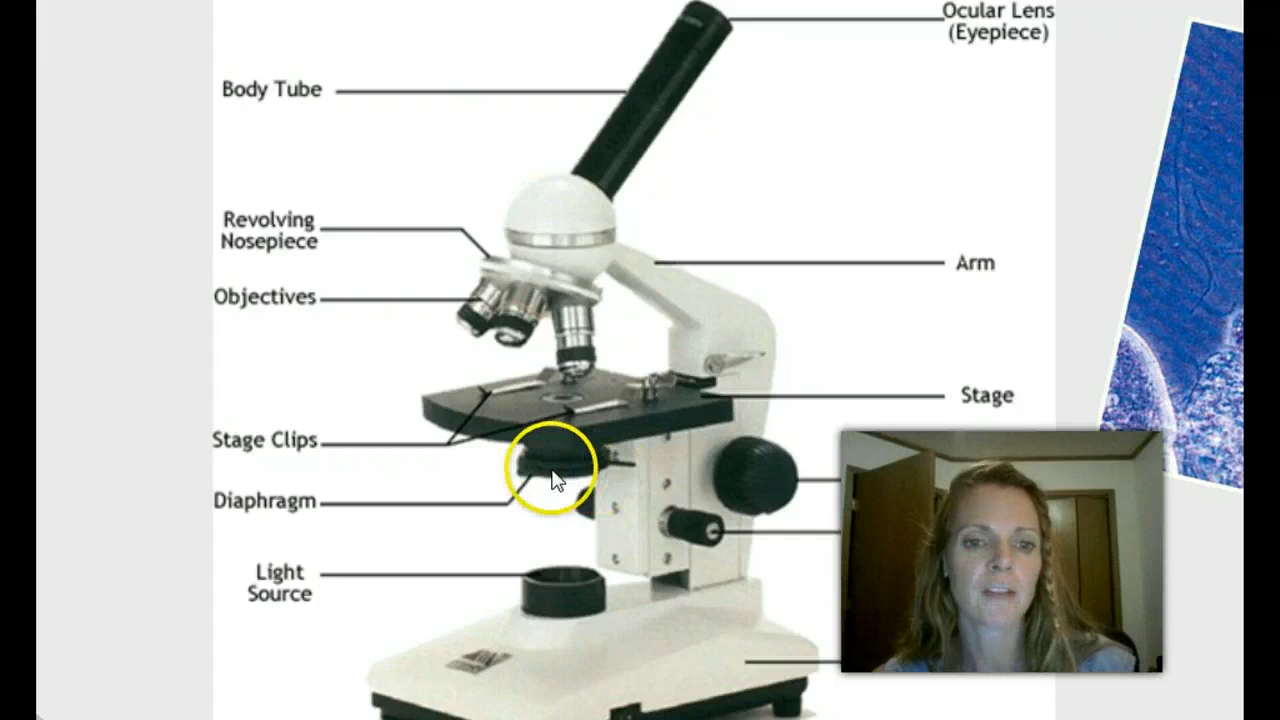 Ocular Lens
(Eyepiece)
Body Tube
Revolving
Nosepiece
Arm
Objectives
Stage
Stage Clips
Diaphragm
Light
Source